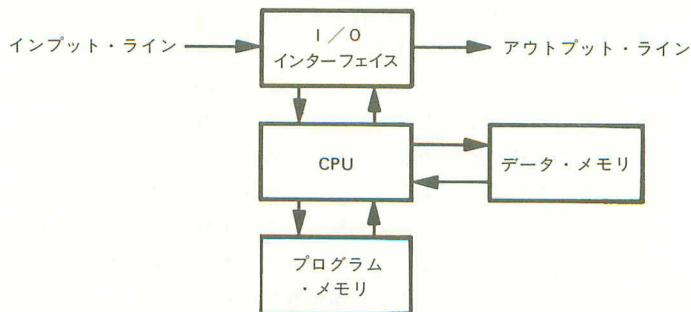 インプット・ライン
I／O
インターフェイス
アウトプット・ライン
CPU
データ・メモリ
プログラム
・メモリ